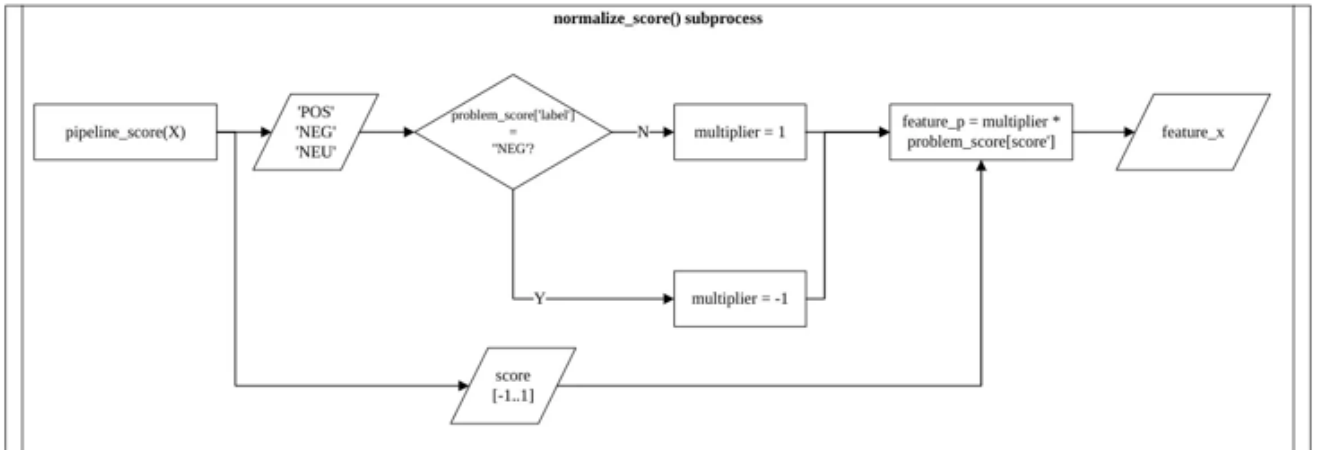 normalize_score() subprocess
pipeline_score(X)
'POS'
'NEG'
'NEU'
problem_score['label']
=
"NEG'?
N
multiplier = 1
feature_p = multiplier *
problem_score[score']
feature_x
Y
multiplier = -1
score
[-1..1]